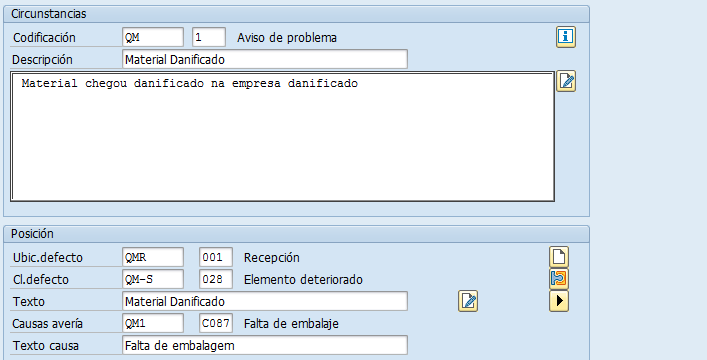 Circunstancias
Codificación QM 1 Aviso de problema
Descripción Material Danificado
Material chegou danificado na empresa danificado
Posición
Ubic.defecto QMR 001 Recepción
Cl.defecto QM-S 028 Elemento deteriorado
Texto Material Danificado
Causas avería QM1 C087 Falta de embalaje
Texto causa Falta de embalagem